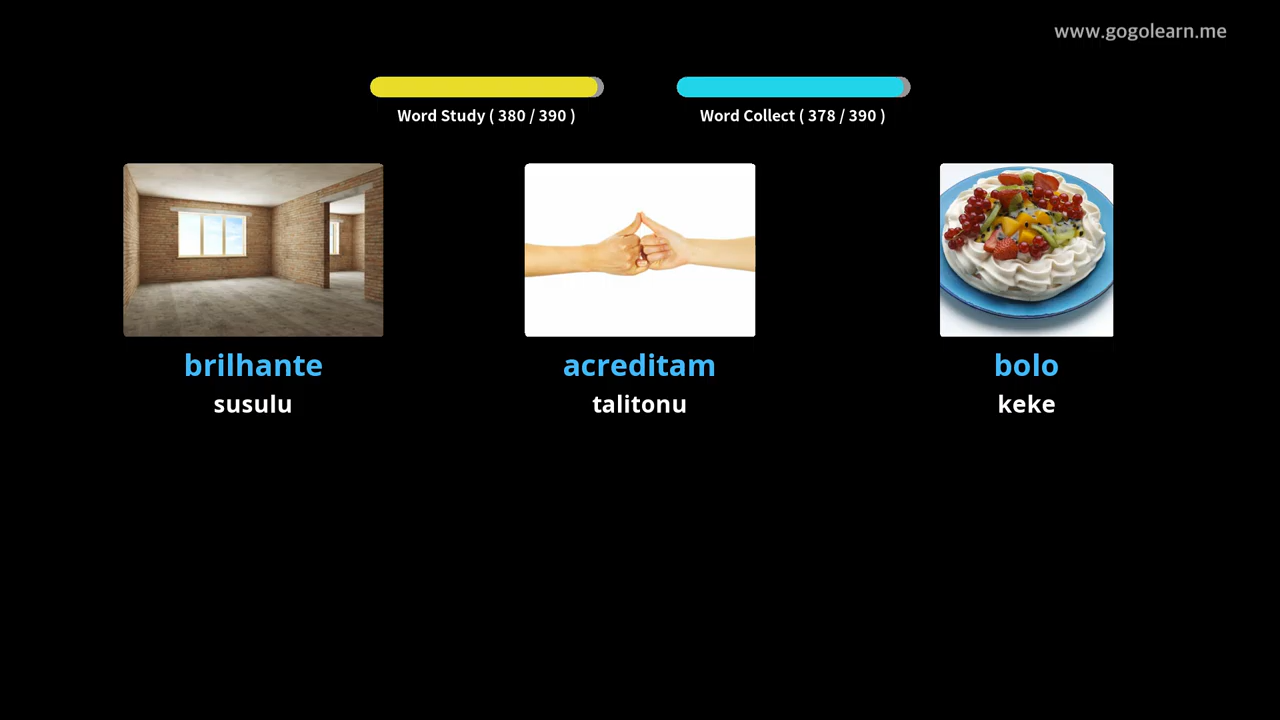 www.gogolearn.me
Word Study ( 380 / 390 )
Word Collect ( 378 / 390 )
brilhante
susulu
acreditam
talitonu
bolo
keke